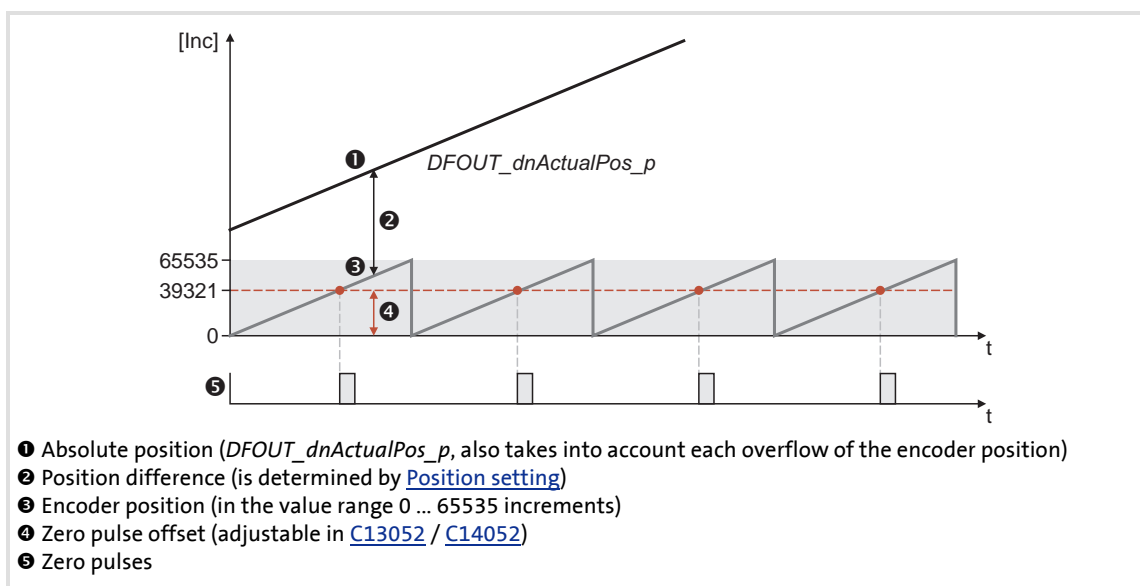 [Inc]
❶
DFOUT_dnActualPos_p
❷
65535
❸
39321
❹
0
t
❺
t
❶ Absolute position (DFOUT_dnActualPos_p, also takes into account each overflow of the encoder position)
❷ Position difference (is determined by Position setting)
❸ Encoder position (in the value range 0 ... 65535 increments)
❹ Zero pulse offset (adjustable in C13052 / C14052)
❺ Zero pulses